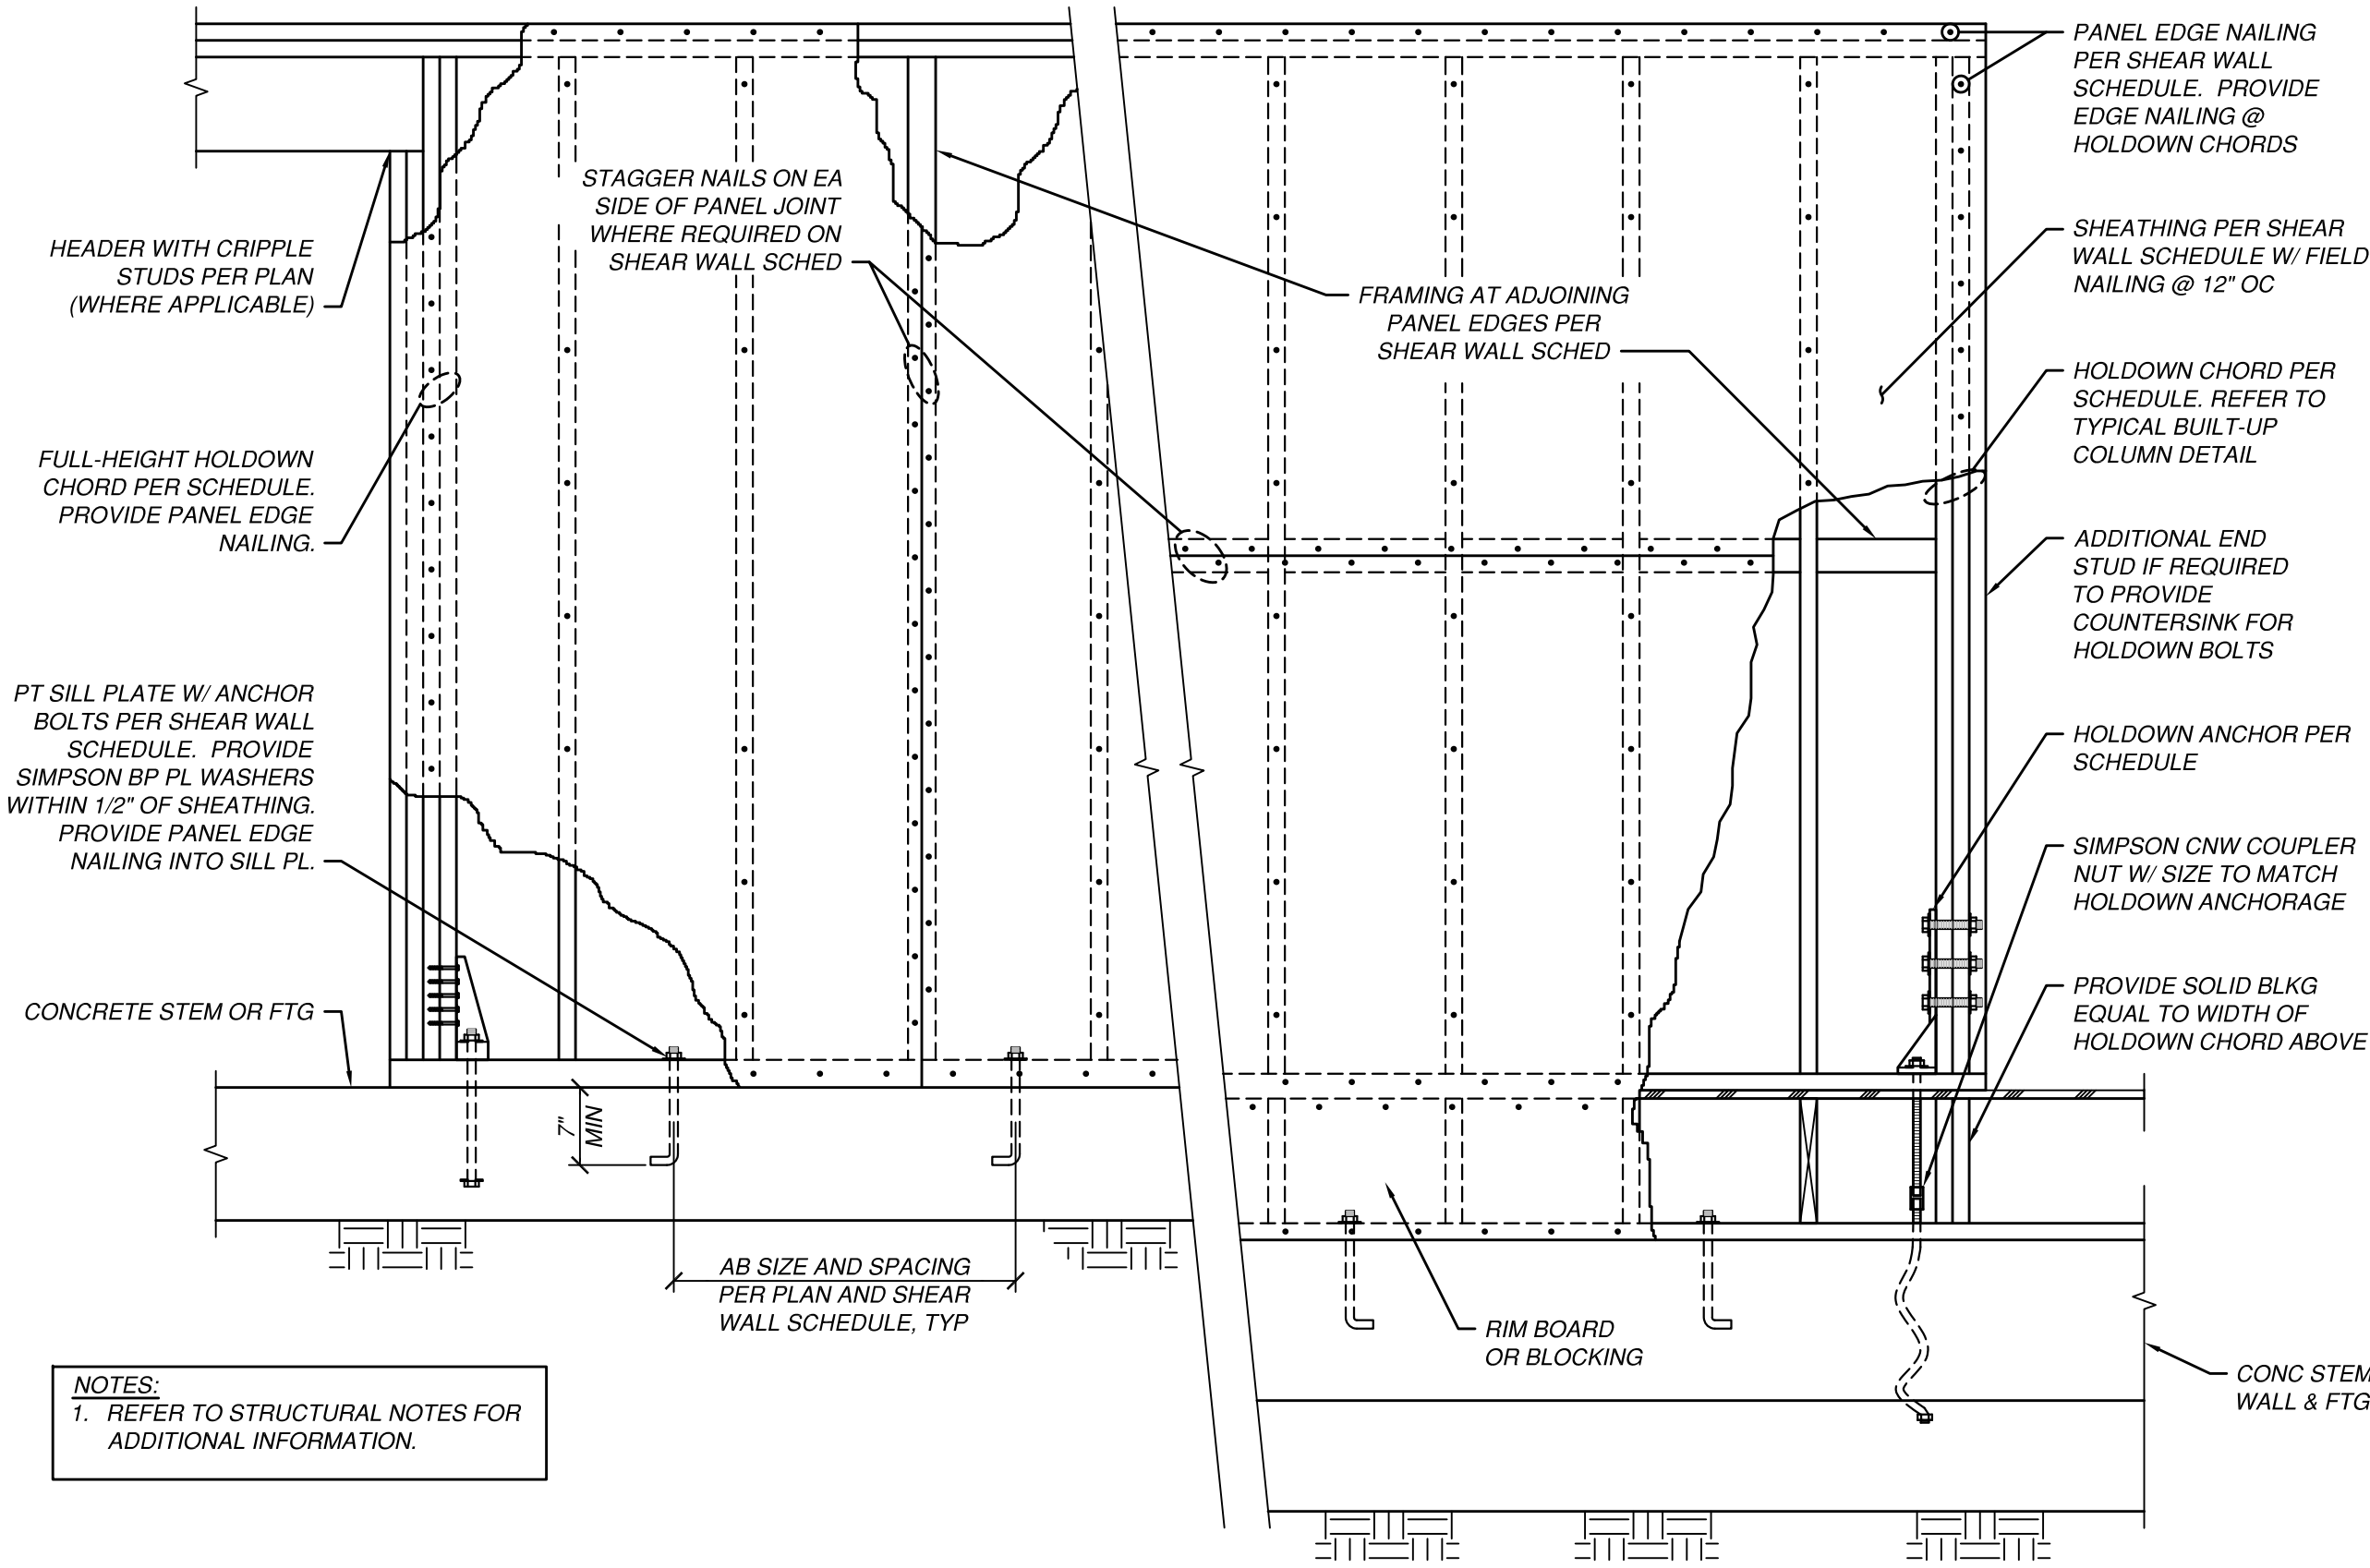 HEADER WITH CRIPPLE
STUDS PER PLAN
(WHERE APPLICABLE)
FULL-HEIGHT HOLDOWN
CHORD PER SCHEDULE.
PROVIDE PANEL EDGE
NAILING.
PT SILL PLATE W/ ANCHOR
BOLTS PER SHEAR WALL
SCHEDULE. PROVIDE
SIMPSON BP PL WASHERS
WITHIN 1/2" OF SHEATHING.
PROVIDE PANEL EDGE
NAILING INTO SILL PL.
CONCRETE STEM OR FTG
STAGGER NAILS ON EA
SIDE OF PANEL JOINT
WHERE REQUIRED ON
SHEAR WALL SCHED
FRAMING AT ADJOINING
PANEL EDGES PER
SHEAR WALL SCHED
7"
MIN
AB SIZE AND SPACING
PER PLAN AND SHEAR
WALL SCHEDULE, TYP
RIM BOARD
OR BLOCKING
PANEL EDGE NAILING
PER SHEAR WALL
SCHEDULE. PROVIDE
EDGE NAILING @
HOLDOWN CHORDS
SHEATHING PER SHEAR
WALL SCHEDULE W/ FIELD
NAILING @ 12" OC
HOLDOWN CHORD PER
SCHEDULE. REFER TO
TYPICAL BUILT-UP
COLUMN DETAIL
ADDITIONAL END
STUD IF REQUIRED
TO PROVIDE
COUNTERSINK FOR
HOLDOWN BOLTS
HOLDOWN ANCHOR PER
SCHEDULE
SIMPSON CNW COUPLER
NUT W/ SIZE TO MATCH
HOLDOWN ANCHORAGE
PROVIDE SOLID BLKG
EQUAL TO WIDTH OF
HOLDOWN CHORD ABOVE
CONC STEM
WALL & FTG
NOTES:
1. REFER TO STRUCTURAL NOTES FOR
ADDITIONAL INFORMATION.